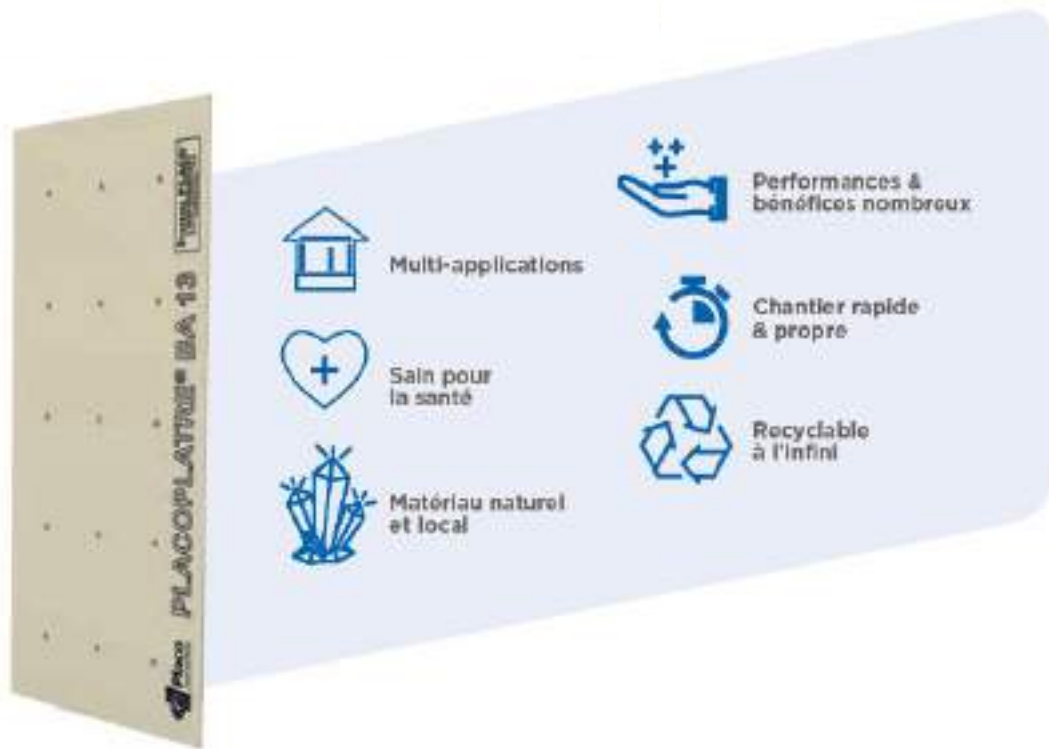 Multi-applications
Sain pour
la santé
Matériau naturel
et local
Performances &
bénéfices nombreux
Chantier rapide
& propre
Recyclable
à l'infini
PLACOPLATRE® BA 13
Placo